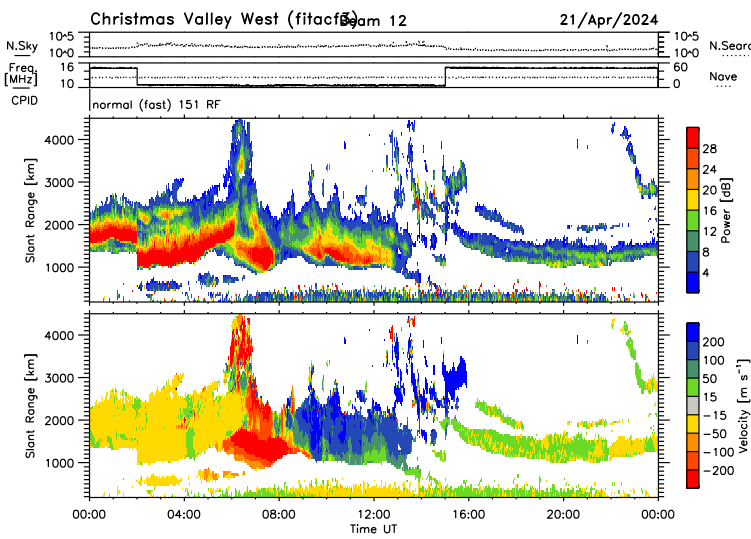 Christmas Valley West (fitacf3) Beam 12 21/Apr/2024
N.Sky 10^5 10^0 10^5 10^0 N.Searc
Freq [MHz] 16 10 60 0 Nave
CPID normal (fast) 151 RF
Slant Range [km]
4000
3000
2000
1000
28
24
20
16
12
8
4
Power [dB]
Slant Range [km]
4000
3000
2000
1000
200
100
50
15
-15
-50
-100
-200
Velocity [m s⁻¹]
00:00 04:00 08:00 12:00 16:00 20:00 00:00
Time UT